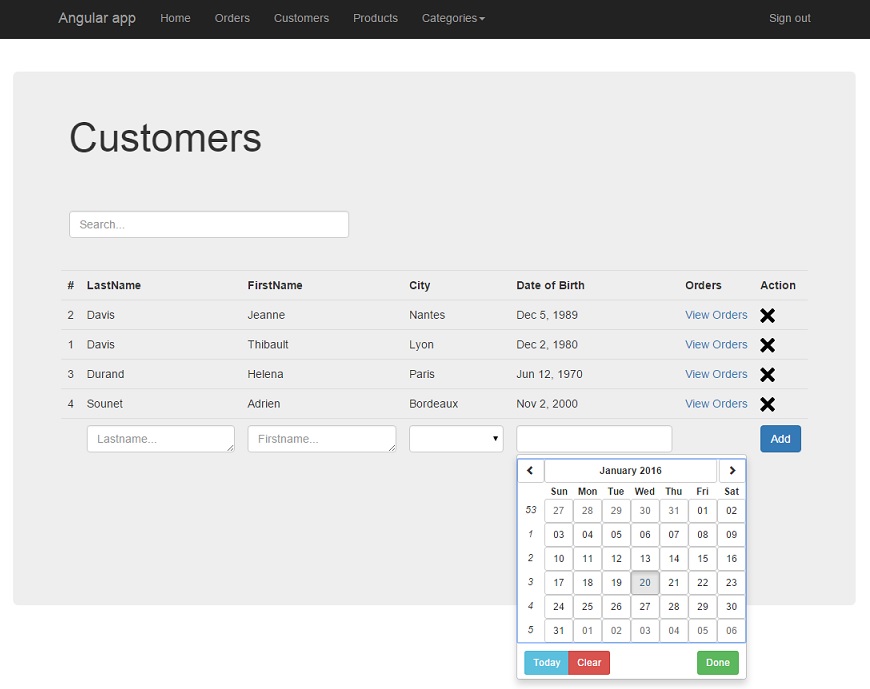 Angular app Home Orders Customers Products Categories Sign out
Customers
Search...
# LastName FirstName City Date of Birth Orders Action
2 Davis Jeanne Nantes Dec 5, 1989 View Orders
1 Davis Thibault Lyon Dec 2, 1980 View Orders
3 Durand Helena Paris Jun 12, 1970 View Orders
4 Sounet Adrien Bordeaux Nov 2, 2000 View Orders
Lastname... Firstname... Add
January 2016
Sun Mon Tue Wed Thu Fri Sat
53 27 28 29 30 31 01 02
1 03 04 05 06 07 08 09
2 10 11 12 13 14 15 16
3 17 18 19 20 21 22 23
4 24 25 26 27 28 29 30
5 31 01 02 03 04 05 06
Today Clear Done